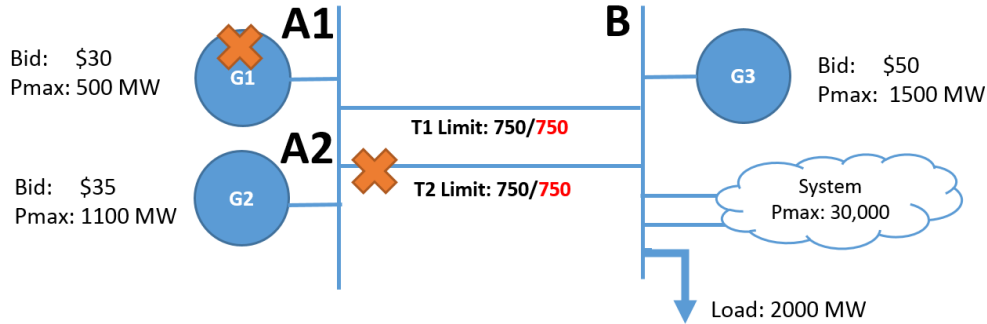 A1
B
Bid: $30
Pmax: 500 MW
G1
G3
Bid: $50
Pmax: 1500 MW
T1 Limit: 750/750
A2
T2 Limit: 750/750
Bid: $35
Pmax: 1100 MW
G2
System
Pmax: 30,000
Load: 2000 MW